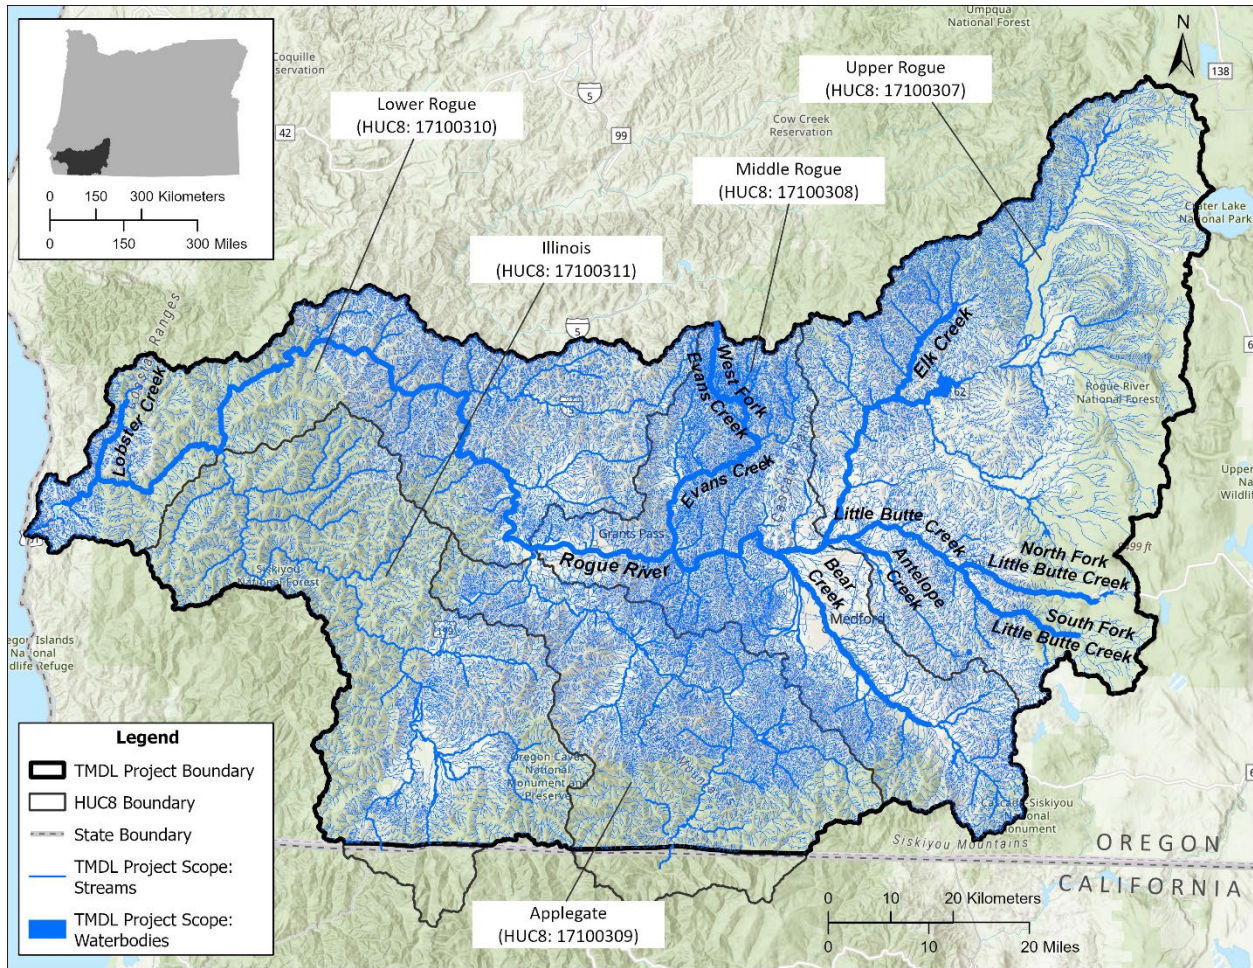 Umpqua
National Forest
N
138
Coquille
5
Upper Rogue
(HUC8: 17100307)
Lower Rogue
(HUC8: 17100310)
42
99
Cow Creek
Reservation
Middle Rogue
(HUC8: 17100308)
0 150 300 Kilometers
0 150 300 Miles
Crater Lake
National Park
Illinois
(HUC8: 17100311)
Ranges
5
West Fork
Evans Creek
Elk Creek
62
Rogue River
National Forest
Lobster Creek
Evans Creek
Little Butte
Creek
Grants Pass
North Fork
Little Butte Creek
Rogue River
Antelope
Creek
Bear
Creek
Siskiyou
National Forest
Medford
South Fork
Little Butte Creek
Islands
National
Refuge
Legend
TMDL Project Boundary
HUC8 Boundary
State Boundary
TMDL Project Scope:
Streams
TMDL Project Scope:
Waterbodies
Oregon Caves
National
Monument and
Preserve
Siskiyou Mountains
OREGON
CALIFORNIA
Applegate
(HUC8: 17100309)
0 10 20 Kilometers
0 10 20 Miles